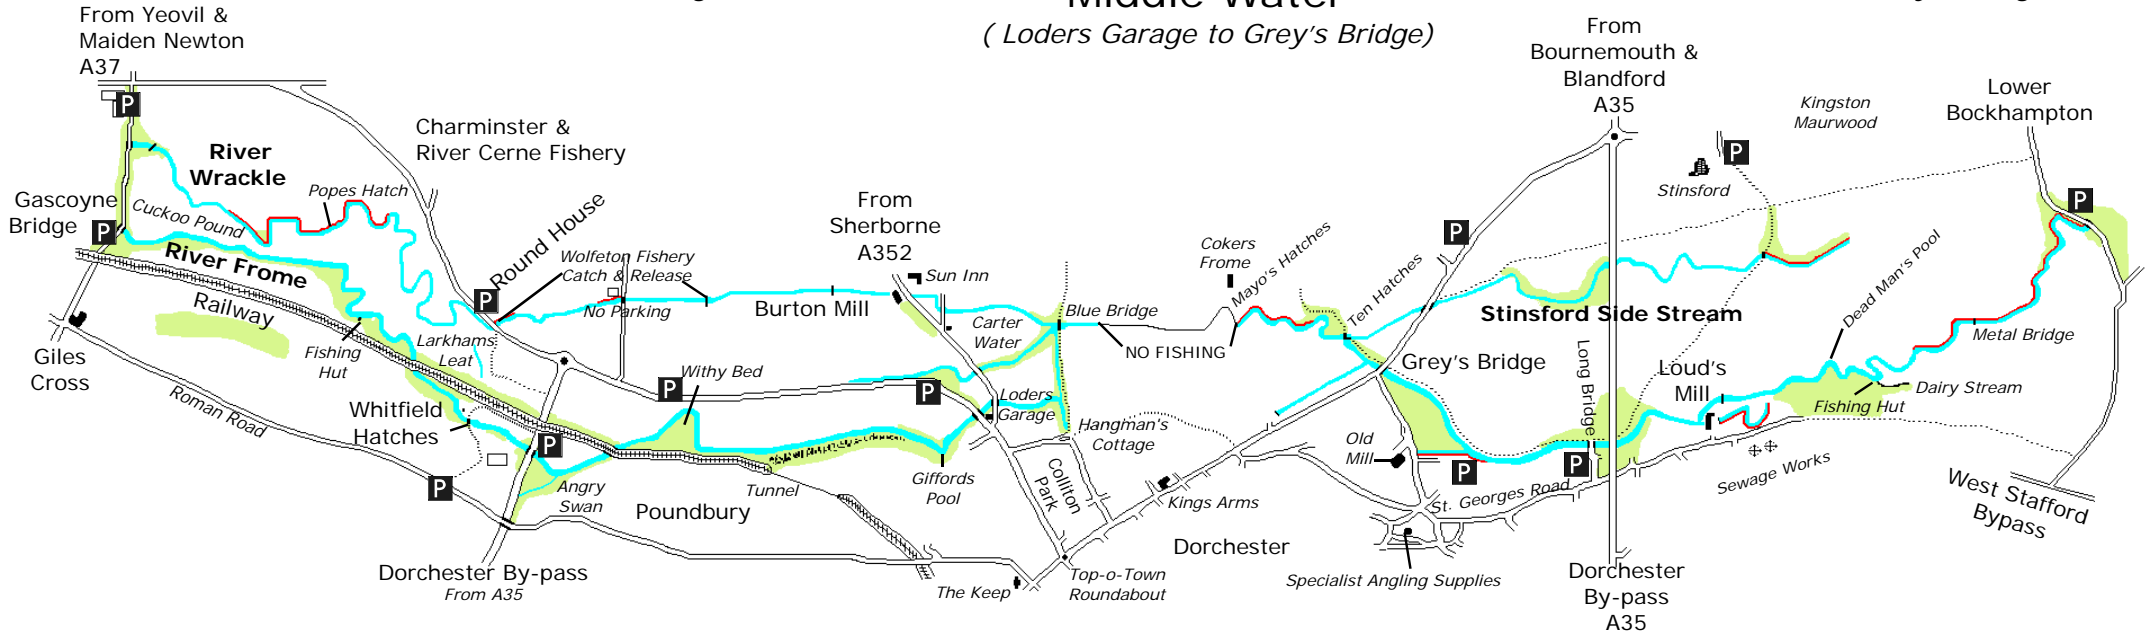 Middle Water
( Loders Garage to Grey's Bridge)
From Yeovil &
Maiden Newton
A37
From
Bournemouth &
Blandford
A35
Lower
Bockhampton
Kingston
Maurwood
P
Charminster &
River Cerne Fishery
River
Wrackle
Popes Hatch
P
Stinsford
Gascoyne
Bridge
P
Cuckoo Pound
From
Sherborne
A352
Round House
P
River Frome
Wolfeton Fishery
Catch & Release
Sun Inn
Cokers
Frome
Mayo's Hatches
P
Dead Man's Pool
Railway
P
No Parking
Burton Mill
Carter
Water
Blue Bridge
NO FISHING
Ten Hatches
Stinsford Side Stream
Metal Bridge
Giles
Cross
Fishing
Hut
Larkhams
Leat
Withy Bed
P
P
Grey's Bridge
Long Bridge
Loud's
Mill
Dairy Stream
Fishing Hut
Roman Road
Whitfield
Hatches
Loders
Garage
Hangman's
Cottage
P
Old
Mill
P
P
P
Angry
Swan
Tunnel
Giffords
Pool
Colliton
Park
Kings Arms
St. Georges Road
Sewage Works
West Stafford
Bypass
Poundbury
Dorchester
Dorchester By-pass
From A35
The Keep
Top-o-Town
Roundabout
Specialist Angling Supplies
Dorchester
By-pass
A35